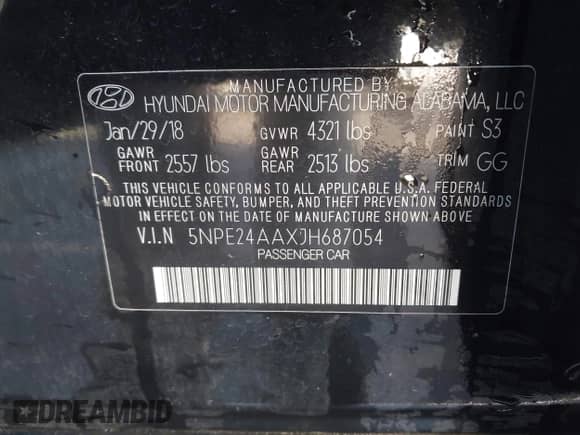 MANUFACTURED BY
HYUNDAI MOTOR MANUFACTURING ALABAMA, LLC
Jan/29/18 GVWR 4321 lbs PAINT S3
GAWR FRONT 2557 lbs GAWR REAR 2513 lbs TRIM GG
THIS VEHICLE CONFORMS TO ALL APPLICABLE U.S.A. FEDERAL
MOTOR VEHICLE SAFETY, BUMPER, AND THEFT PREVENTION STANDARDS
IN EFFECT ON THE DATE OF MANUFACTURE SHOWN ABOVE.
V.I.N 5NPE24AAXJH687054
PASSENGER CAR
DREAMBID